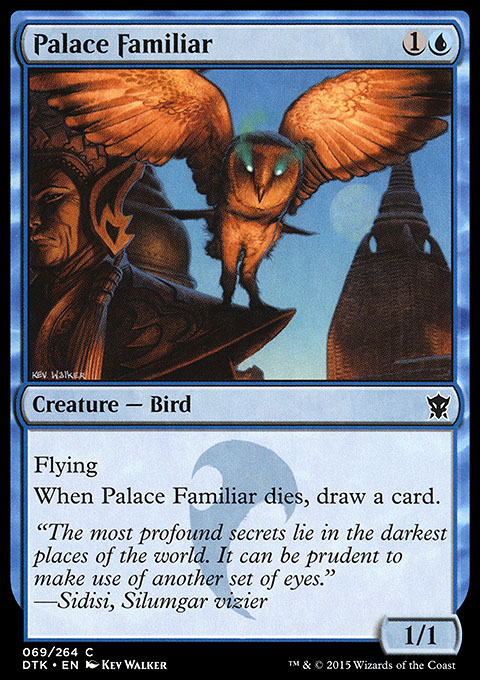 Palace Familiar 1
KEV WALKER
Creature — Bird
Flying
When Palace Familiar dies, draw a card.
“The most profound secrets lie in the darkest
places of the world. It can be prudent to
make use of another set of eyes.”
—Sidisi, Silumgar vizier
1/1
069/264 C
DTK • EN Kev Walker
™ & © 2015 Wizards of the Coast